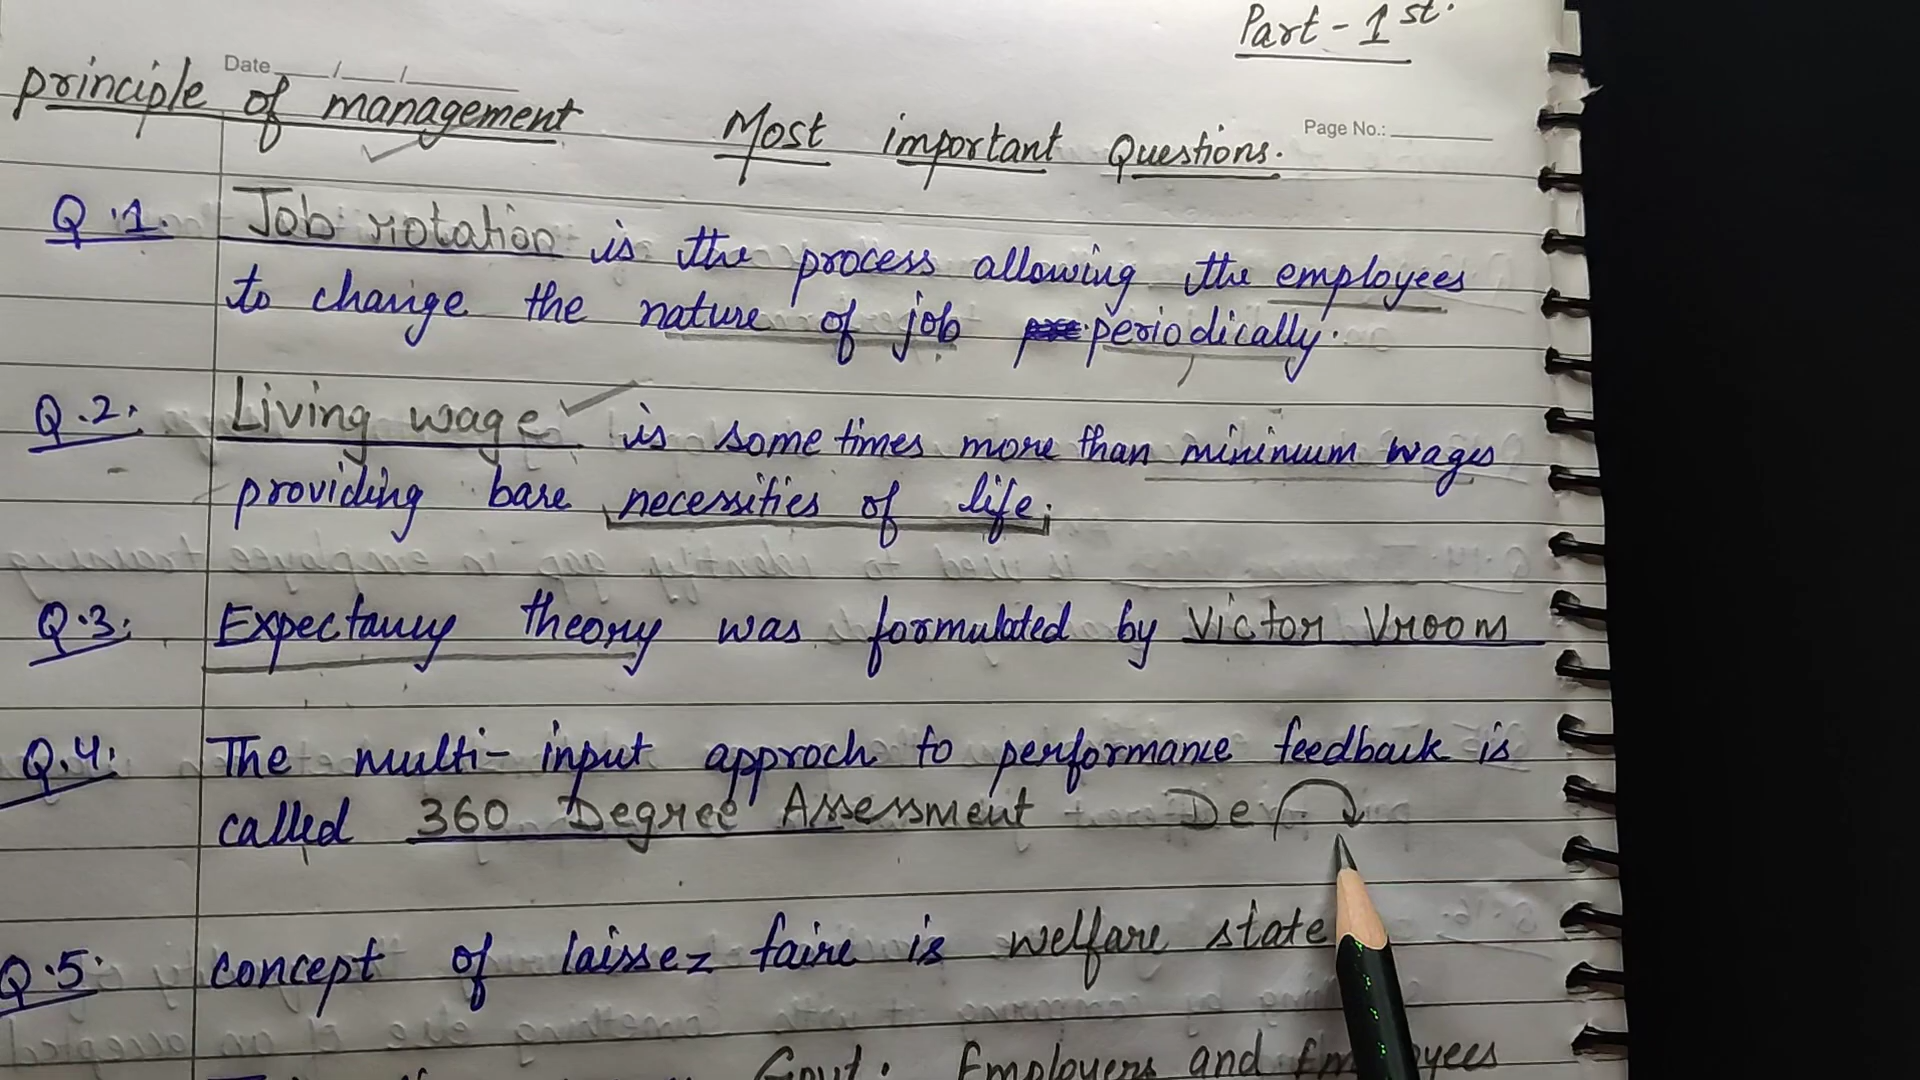 Part - 1st.
Date / /
principle of management Most important Questions.
Page No.:
Q.1. Job rotation is the process allowing the employees
to change the nature of job periodically.
Q.2. Living wage is some times more than minimum wages
providing bare necessities of life.
Q.3. Expectancy theory was formulated by Victor Vroom
Q.4. The multi-input approch to performance feedback is
called 360 Degree Assessment De
Q.5. concept of laissez faire is welfare state
Govt. Employers and